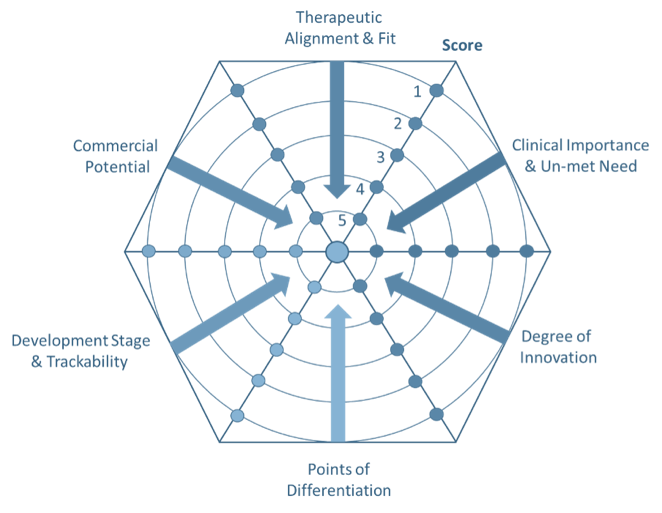 Therapeutic
Alignment & Fit
Score
1
2
3
4
5
Commercial
Potential
Clinical Importance
& Un-met Need
Development Stage
& Trackability
Degree of
Innovation
Points of
Differentiation